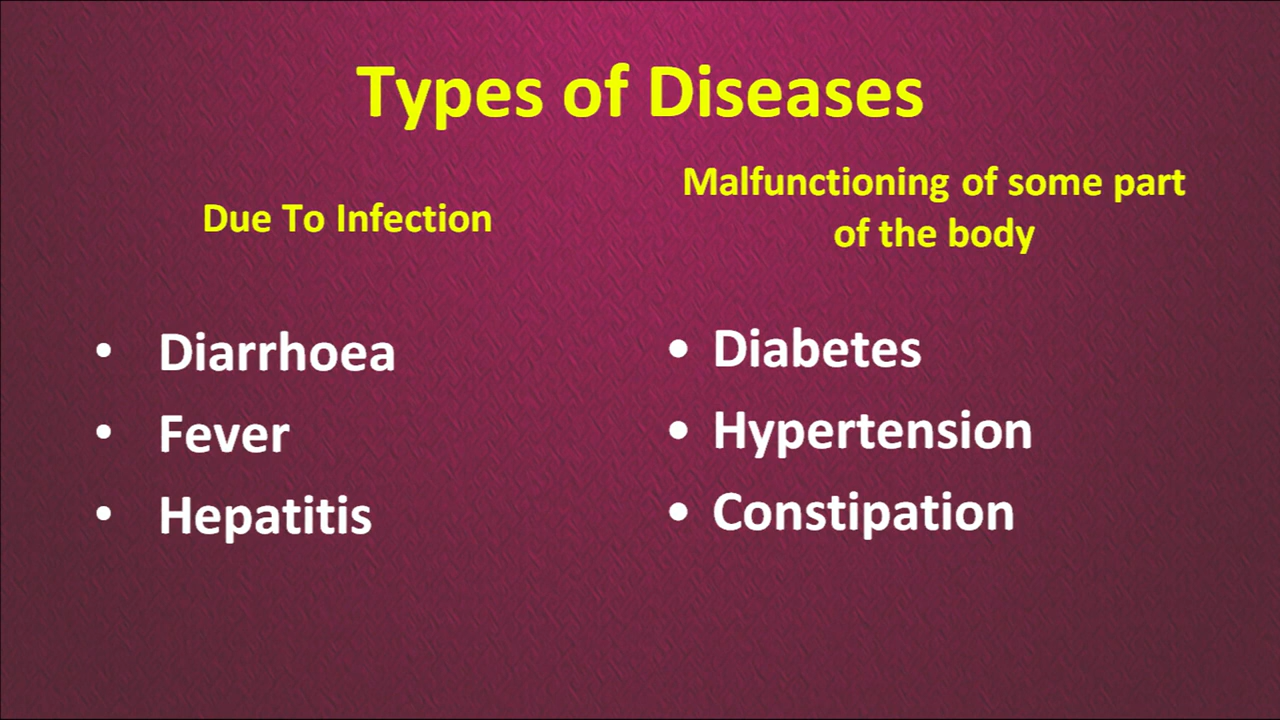 Types of Diseases
Due To Infection
• Diarrhoea
• Fever
• Hepatitis
Malfunctioning of some part
of the body
• Diabetes
• Hypertension
• Constipation